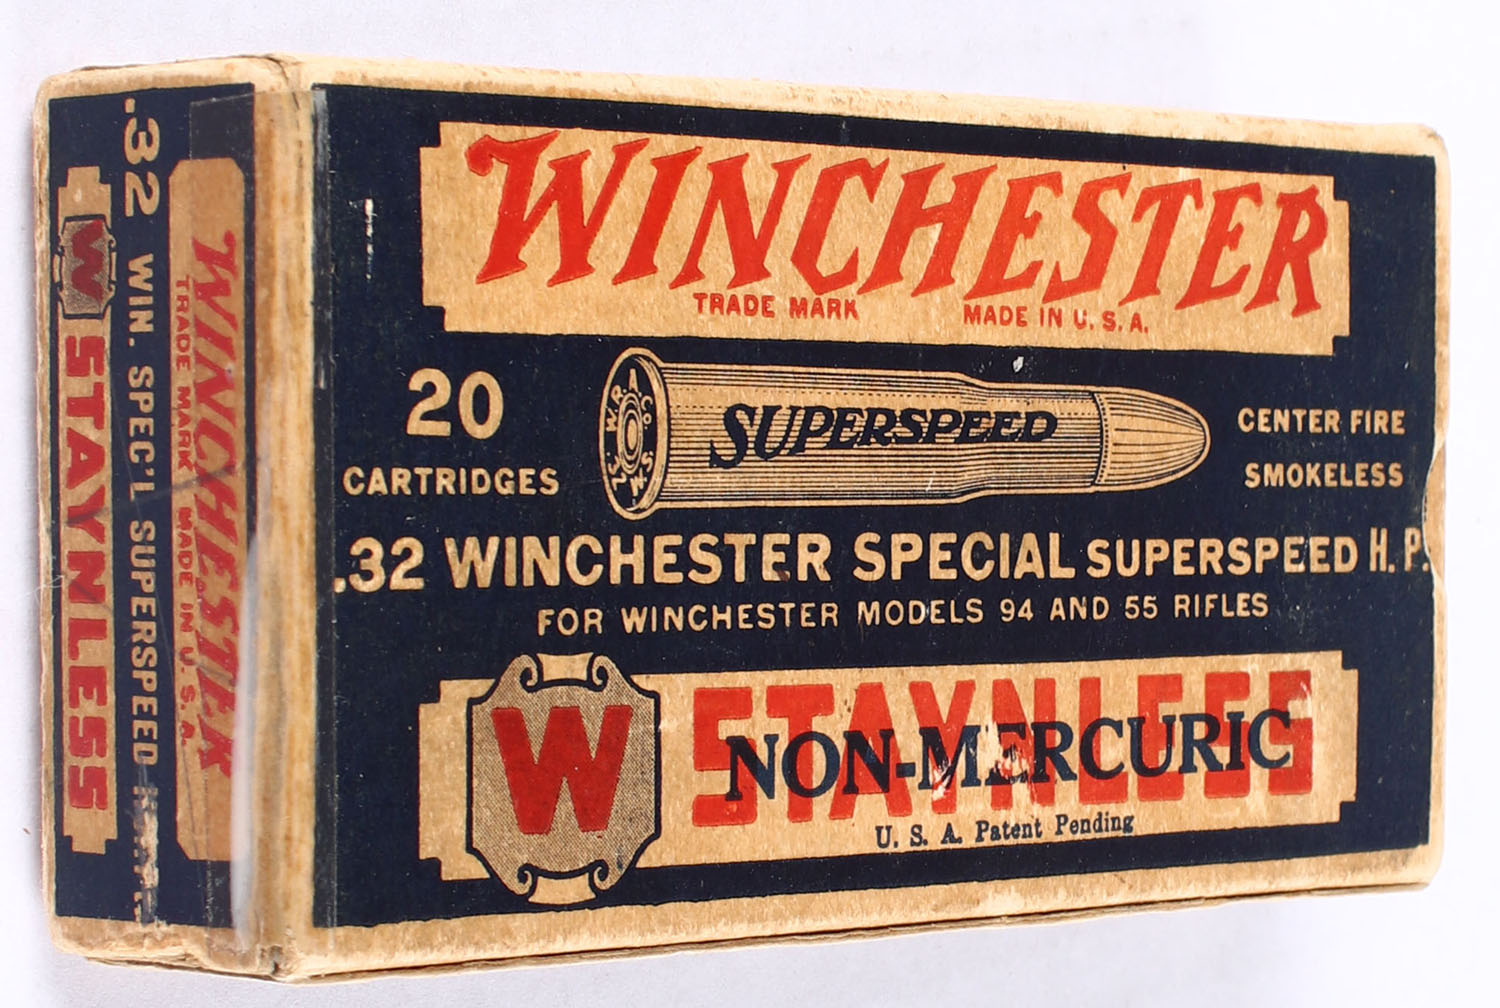 WINCHESTER
TRADE MARK MADE IN U.S.A.
20
CARTRIDGES
W.R.A.Co.
SUPERSPEED
CENTER FIRE
SMOKELESS
.32 WINCHESTER SPECIAL SUPERSPEED H. P.
FOR WINCHESTER MODELS 94 AND 55 RIFLES
W STAYNLESS
NON-MERCURIC
U. S. A. Patent Pending
WINCHESTER
TRADE MARK MADE IN U.S.A.
.32 WIN. SPEC'L SUPERSPEED
W STAYNLESS